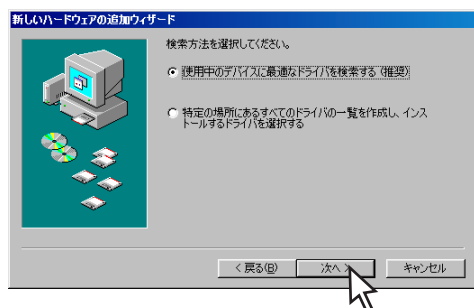 新しいハードウェアの追加ウィザード
検索方法を選択してください。
使用中のデバイスに最適なドライバを検索する（推奨）
特定の場所にあるすべてのドライバの一覧を作成し、インス
トールするドライバを選択する
< 戻る(B)
次へ >
キャンセル